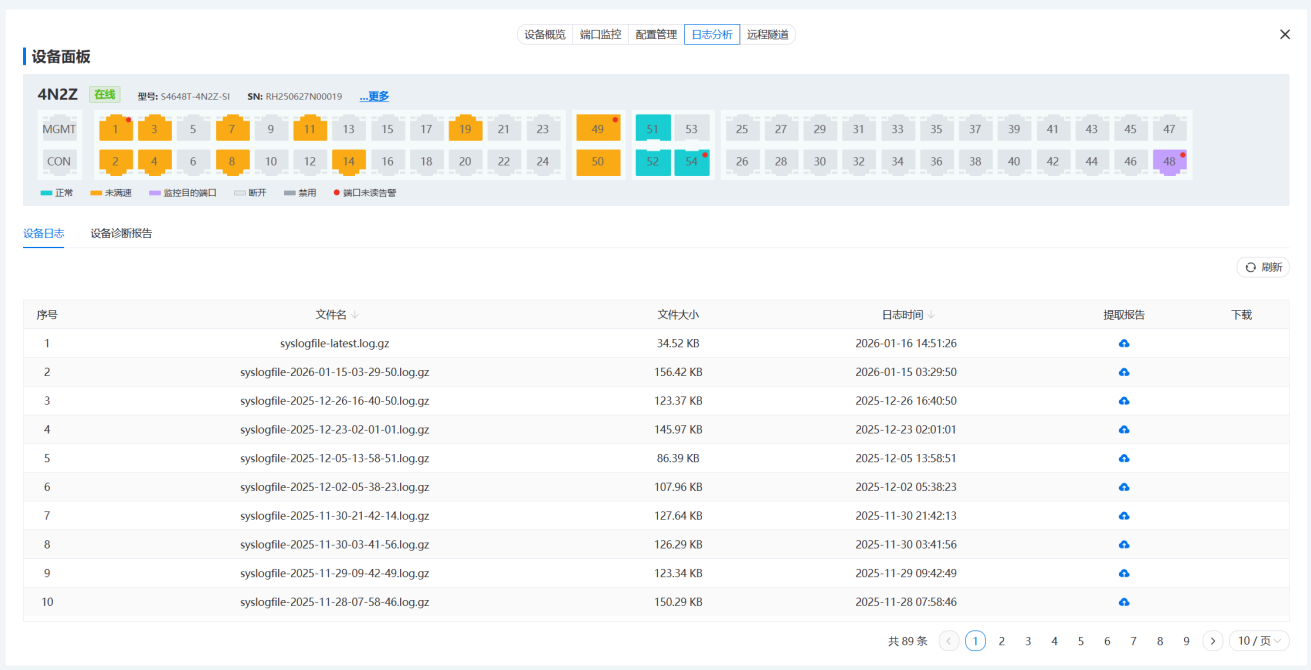 设备概览 端口监控 配置管理 日志分析 远程隧道
设备面板
4N2Z 在线 型号: S4648T-4N2Z-SI SN: RH250627N00019 ...更多
MGMT 1 3 5 7 9 11 13 15 17 19 21 23 49 51 53 25 27 29 31 33 35 37 39 41 43 45 47
CON 2 4 6 8 10 12 14 16 18 20 22 24 50 52 54 26 28 30 32 34 36 38 40 42 44 46 48
正常 未满速 监控目的端口 断开 禁用 端口未读告警
设备日志 设备诊断报告
刷新
序号 文件名 文件大小 日志时间 提取报告 下载
1 syslogfile-latest.log.gz 34.52 KB 2026-01-16 14:51:26
2 syslogfile-2026-01-15-03-29-50.log.gz 156.42 KB 2026-01-15 03:29:50
3 syslogfile-2025-12-26-16-40-50.log.gz 123.37 KB 2025-12-26 16:40:50
4 syslogfile-2025-12-23-02-01-01.log.gz 145.97 KB 2025-12-23 02:01:01
5 syslogfile-2025-12-05-13-58-51.log.gz 86.39 KB 2025-12-05 13:58:51
6 syslogfile-2025-12-02-05-38-23.log.gz 107.96 KB 2025-12-02 05:38:23
7 syslogfile-2025-11-30-21-42-14.log.gz 127.64 KB 2025-11-30 21:42:13
8 syslogfile-2025-11-30-03-41-56.log.gz 126.29 KB 2025-11-30 03:41:56
9 syslogfile-2025-11-29-09-42-49.log.gz 123.34 KB 2025-11-29 09:42:49
10 syslogfile-2025-11-28-07-58-46.log.gz 150.29 KB 2025-11-28 07:58:46
共 89 条 1 2 3 4 5 6 7 8 9 10 / 页